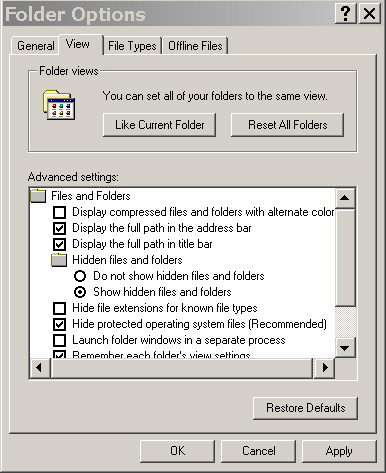 Folder Options
General View File Types Offline Files
Folder views
You can set all of your folders to the same view.
Like Current Folder Reset All Folders
Advanced settings:
Files and Folders
Display compressed files and folders with alternate color
Display the full path in the address bar
Display the full path in title bar
Hidden files and folders
Do not show hidden files and folders
Show hidden files and folders
Hide file extensions for known file types
Hide protected operating system files (Recommended)
Launch folder windows in a separate process
Remember each folder's view settings
Restore Defaults
OK Cancel Apply